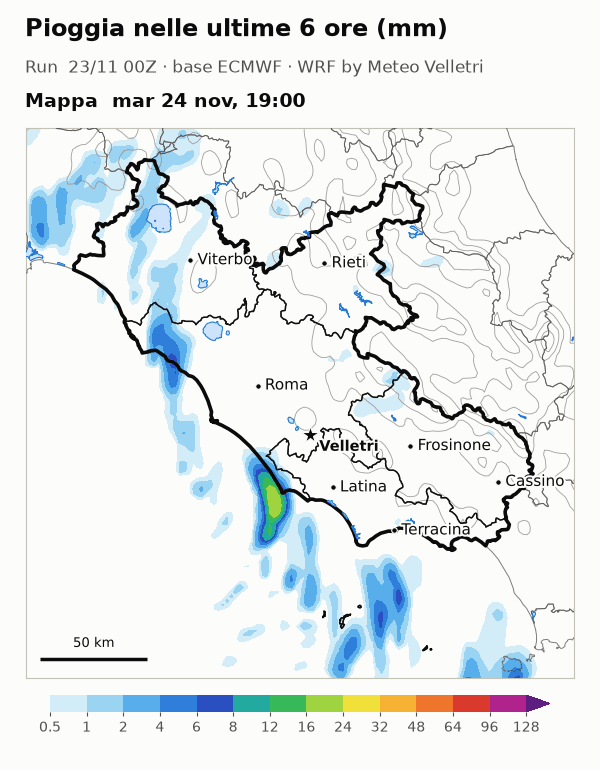 Pioggia nelle ultime 6 ore (mm)
Run  23/11 00Z · base ECMWF · WRF by Meteo Velletri
Mappa  mar 24 nov, 19:00
Viterbo
Rieti
Roma
Velletri
Frosinone
Latina
Cassino
Terracina
50 km
0.5 1 2 4 6 8 12 16 24 32 48 64 96 128